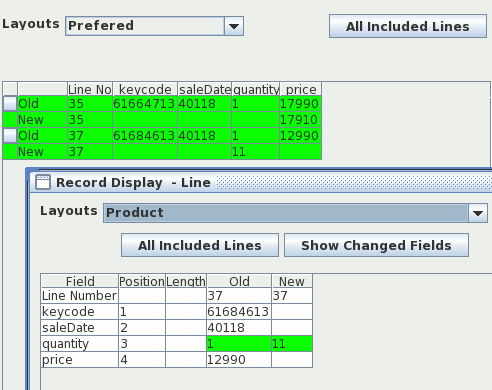 Layouts Prefered All Included Lines
Line No keycode saleDate quantity price
Old 35 61664713 40118 1 17990
New 35 17910
Old 37 61684613 40118 1 12990
New 37 11
Record Display - Line
Layouts Product
All Included Lines Show Changed Fields
Field Position Length Old New
Line Number 37 37
keycode 1 61684613
saleDate 2 40118
quantity 3 1 11
price 4 12990